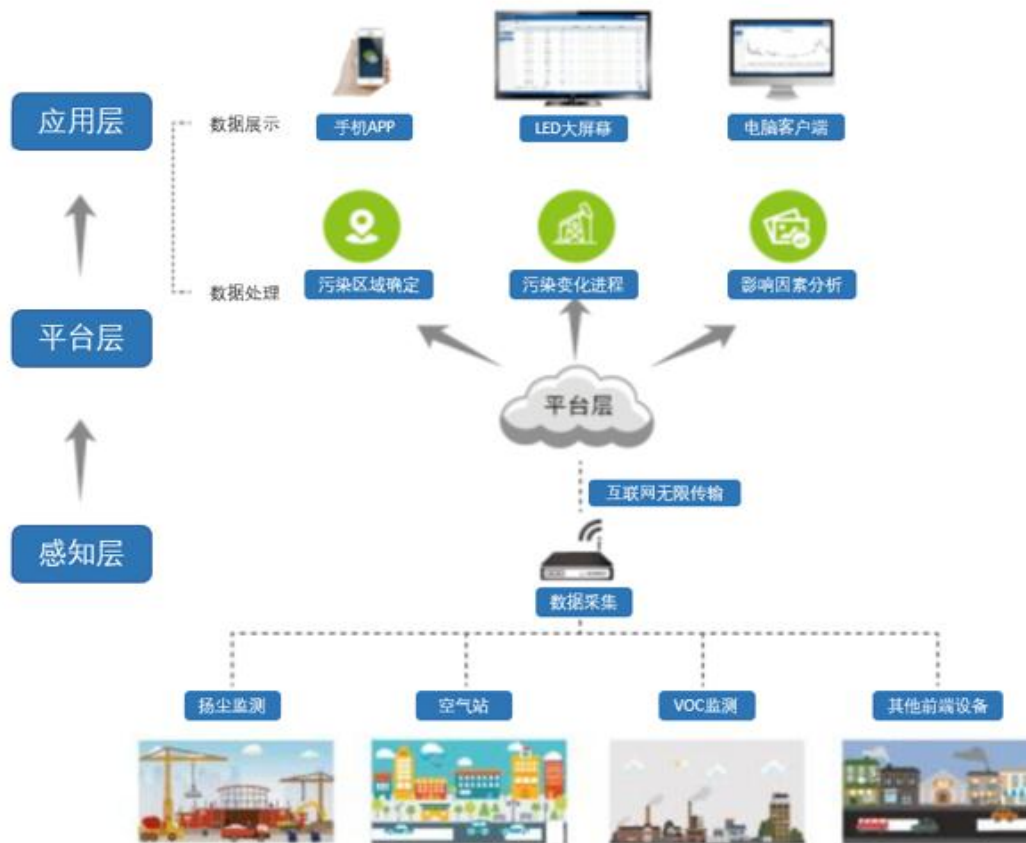 应用层
数据展示
手机APP
LED大屏幕
电脑客户端
数据处理
污染区域确定
污染变化进程
影响因素分析
平台层
平台层
互联网无限传输
感知层
数据采集
扬尘监测
空气站
VOC监测
其他前端设备